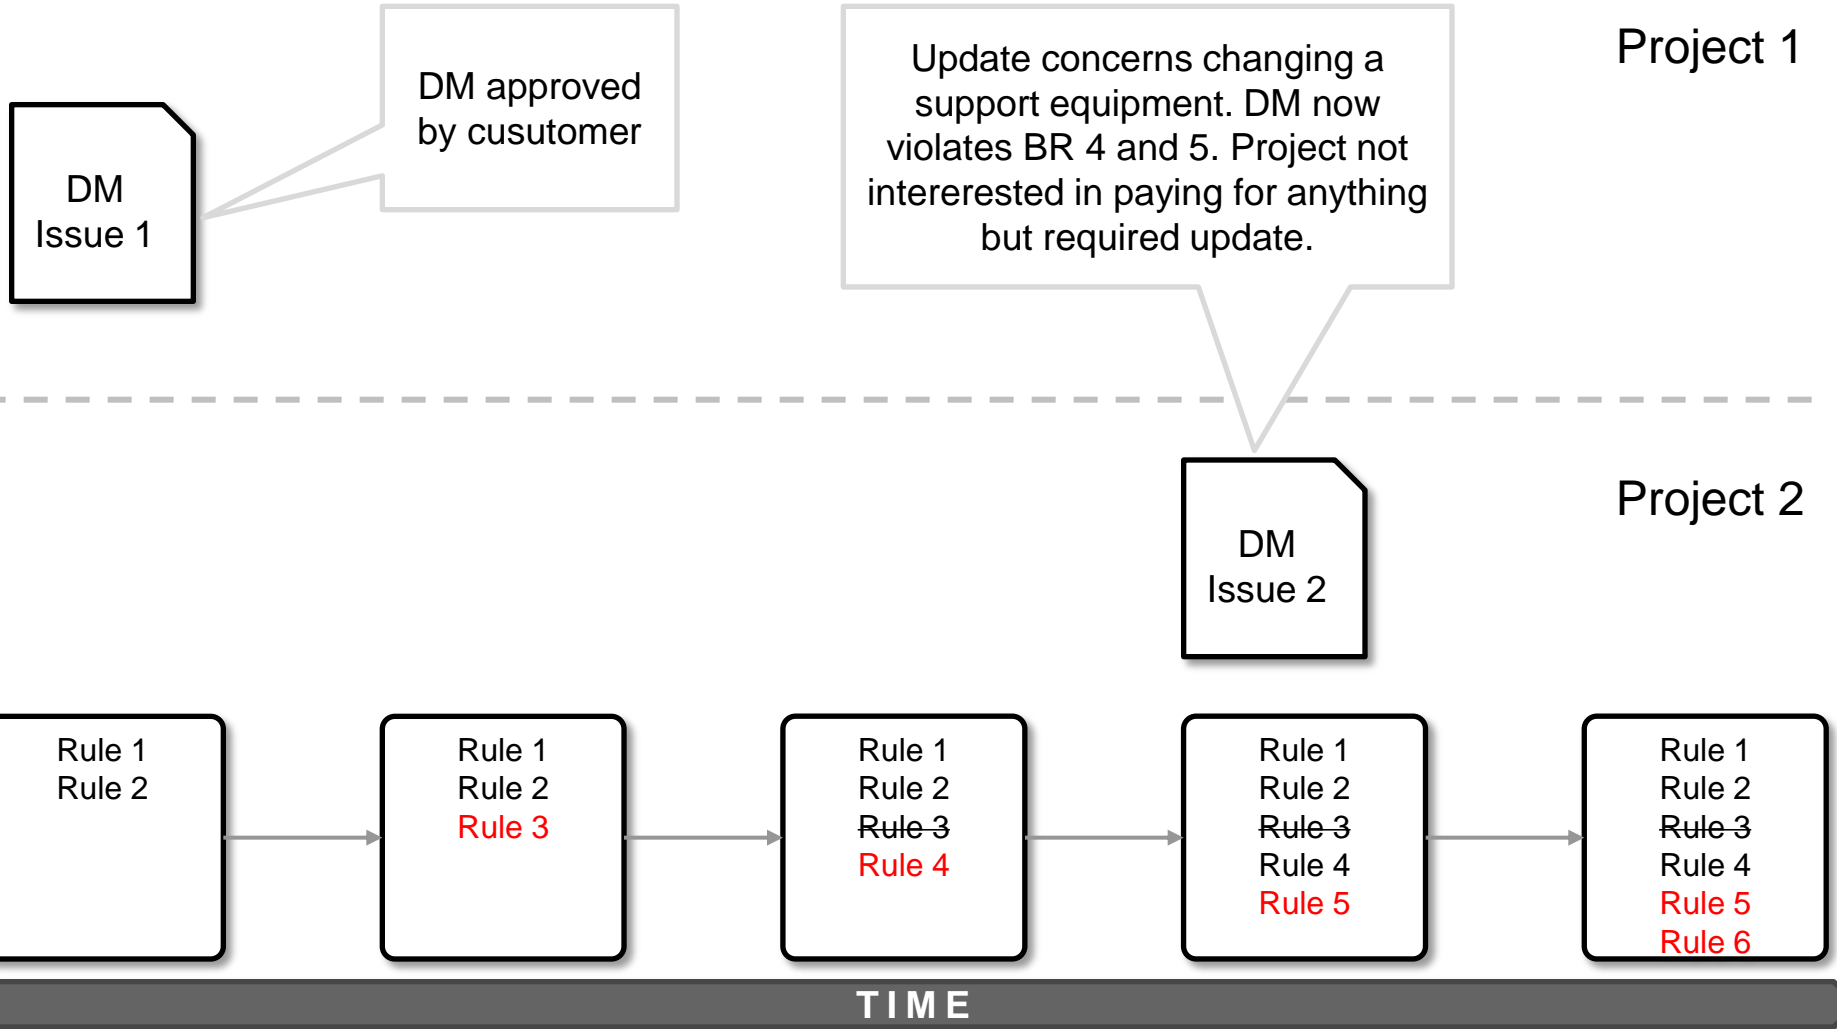 Project 1
DM approved
by cusutomer
Update concerns changing a
support equipment. DM now
violates BR 4 and 5. Project not
intererested in paying for anything
but required update.
DM
Issue 1
Project 2
DM
Issue 2
Rule 1
Rule 2
Rule 1
Rule 2
Rule 3
Rule 1
Rule 2
Rule 3
Rule 4
Rule 1
Rule 2
Rule 3
Rule 4
Rule 5
Rule 1
Rule 2
Rule 3
Rule 4
Rule 5
Rule 6
TIME